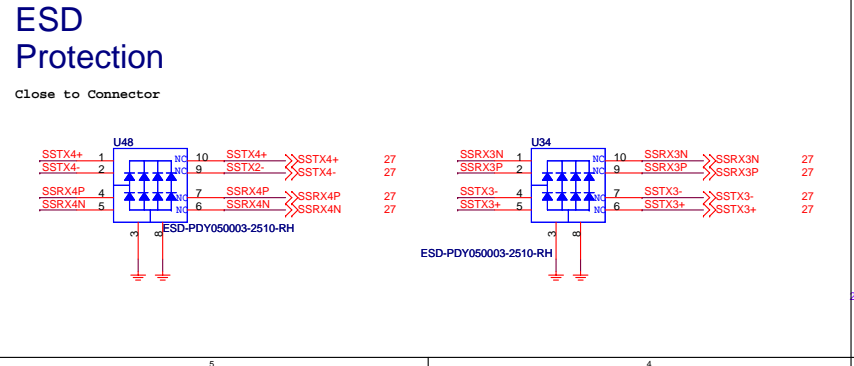 ESD
Protection
Close to Connector
U48
SSTX4+ 1 NC 10 SSTX4+ SSTX4+ 27
SSTX4- 2 NC 9 SSTX2- SSTX4- 27
SSRX4P 4 NC 7 SSRX4P SSRX4P 27
SSRX4N 5 NC 6 SSRX4N SSRX4N 27
3 8
ESD-PDY050003-2510-RH
U34
SSRX3N 1 NC 10 SSRX3N SSRX3N 27
SSRX3P 2 NC 9 SSRX3P SSRX3P 27
SSTX3- 4 NC 7 SSTX3- SSTX3- 27
SSTX3+ 5 NC 6 SSTX3+ SSTX3+ 27
3 8
ESD-PDY050003-2510-RH
2
5 4